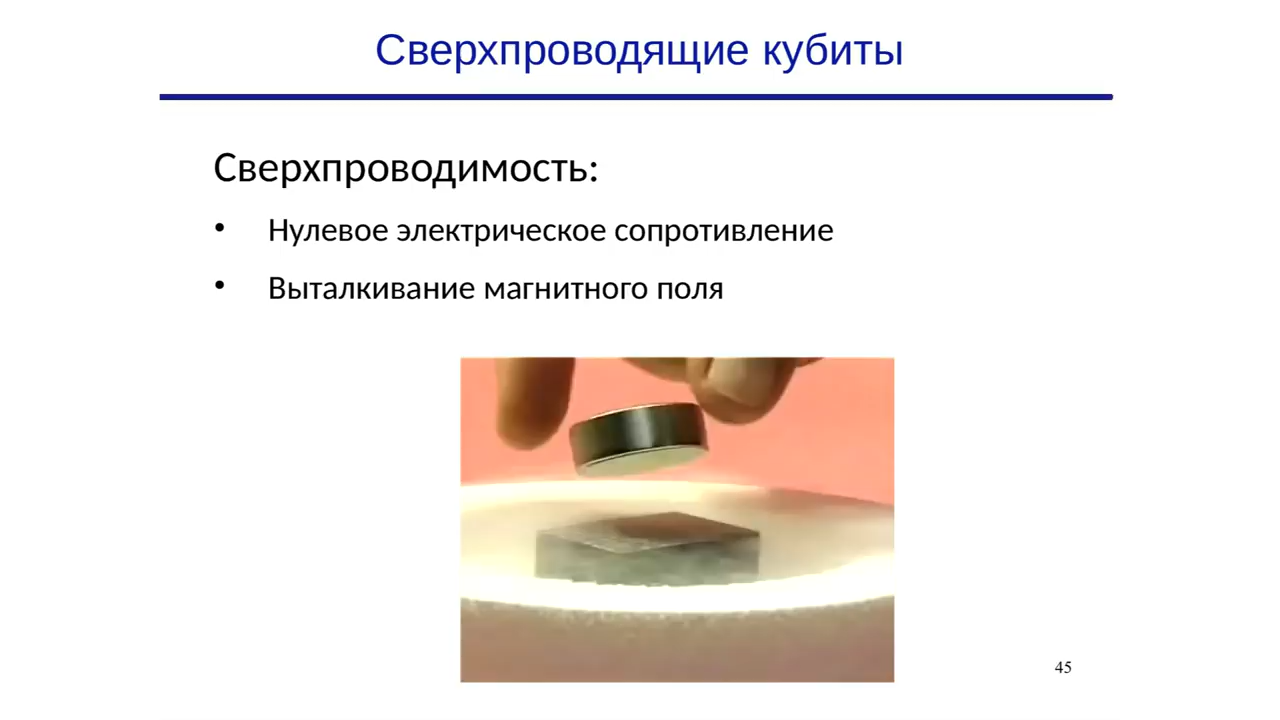 Сверхпроводящие кубиты
Сверхпроводимость:
• Нулевое электрическое сопротивление
• Выталкивание магнитного поля
45